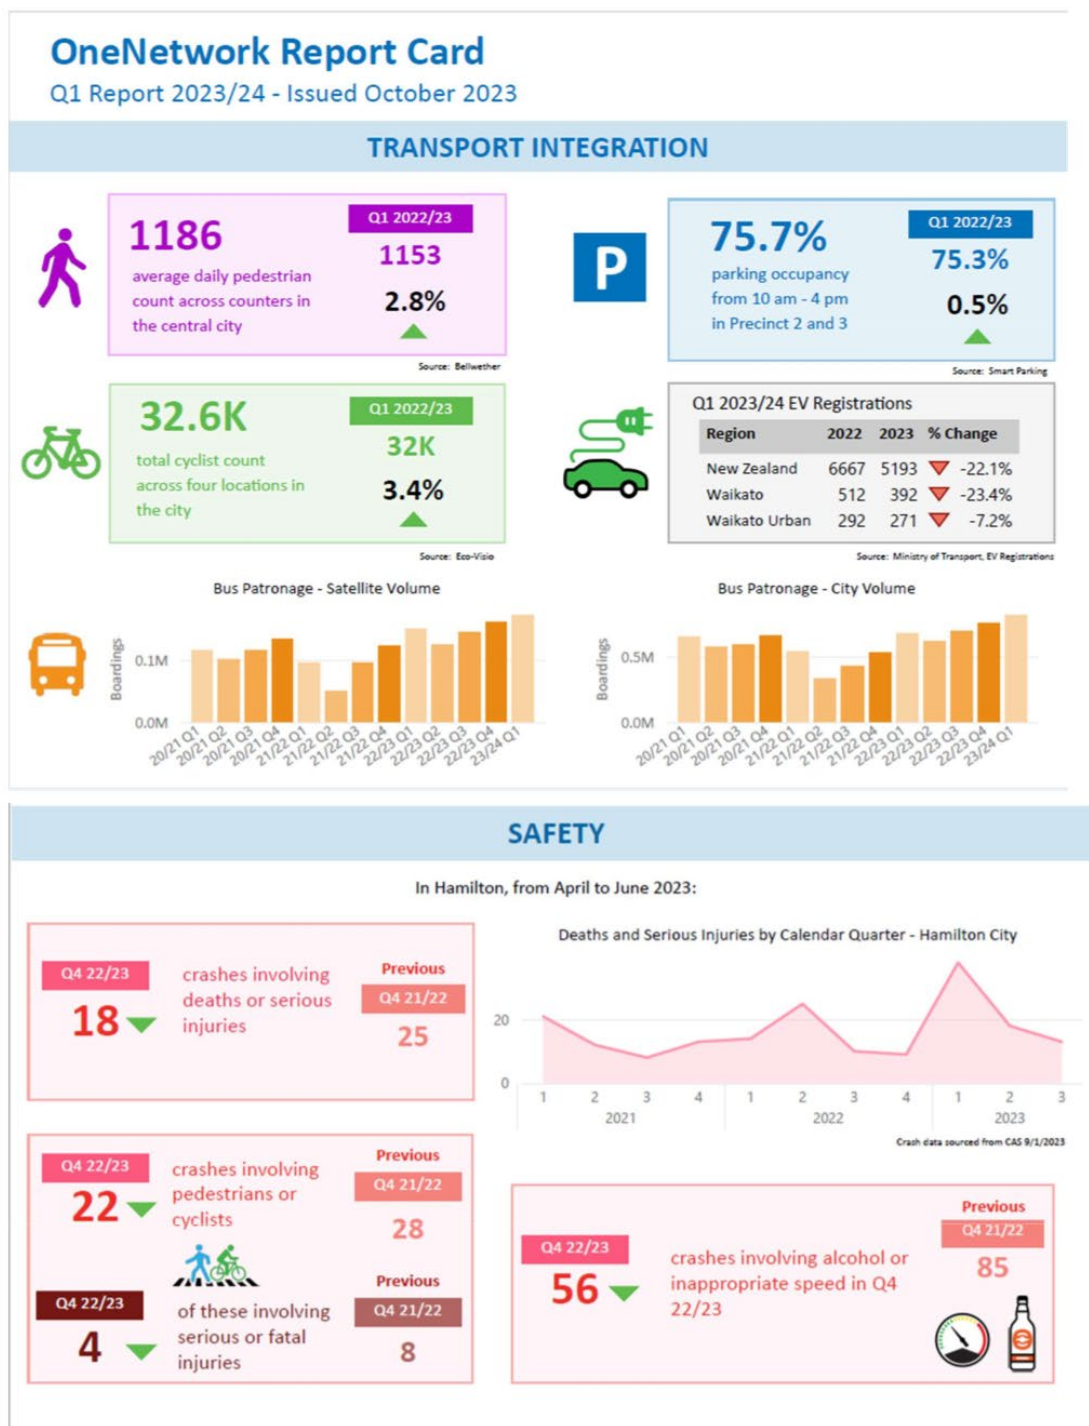 OneNetwork Report Card
Q1 Report 2023/24 - Issued October 2023
TRANSPORT INTEGRATION
1186
average daily pedestrian
count across counters in
the central city
Q1 2022/23
1153
2.8%
Source: Bellwether
P
75.7%
parking occupancy
from 10 am - 4 pm
in Precinct 2 and 3
Q1 2022/23
75.3%
0.5%
Source: Smart Parking
32.6K
total cyclist count
across four locations in
the city
Q1 2022/23
32K
3.4%
Source: Eco-Visio
Q1 2023/24 EV Registrations
Region 2022 2023 % Change
New Zealand 6667 5193 -22.1%
Waikato 512 392 -23.4%
Waikato Urban 292 271 -7.2%
Source: Ministry of Transport, EV Registrations
Bus Patronage - Satellite Volume
Boardings
0.1M
0.0M
20/21 Q1
20/21 Q2
20/21 Q3
20/21 Q4
21/22 Q1
21/22 Q2
21/22 Q3
21/22 Q4
22/23 Q1
22/23 Q2
22/23 Q3
22/23 Q4
23/24 Q1
Bus Patronage - City Volume
Boardings
0.5M
0.0M
20/21 Q1
20/21 Q2
20/21 Q3
20/21 Q4
21/22 Q1
21/22 Q2
21/22 Q3
21/22 Q4
22/23 Q1
22/23 Q2
22/23 Q3
22/23 Q4
23/24 Q1
SAFETY
In Hamilton, from April to June 2023:
Q4 22/23
18
crashes involving
deaths or serious
injuries
Previous
Q4 21/22
25
Deaths and Serious Injuries by Calendar Quarter - Hamilton City
20
0
1 2 3 4 1 2 3 4 1 2 3
2021 2022 2023
Crash data sourced from CAS 9/1/2023
Q4 22/23
22
crashes involving
pedestrians or
cyclists
Previous
Q4 21/22
28
Q4 22/23
4
of these involving
serious or fatal
injuries
Previous
Q4 21/22
8
Q4 22/23
56
crashes involving alcohol or
inappropriate speed in Q4
22/23
Previous
Q4 21/22
85